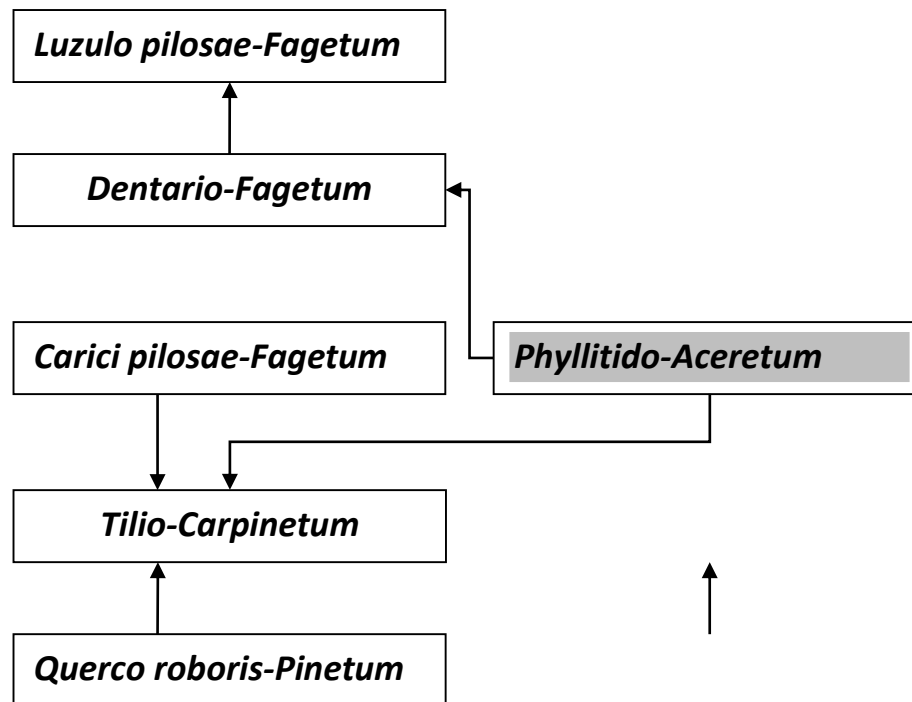 Luzulo pilosae-Fagetum
Dentario-Fagetum
Carici pilosae-Fagetum
Phyllitido-Aceretum
Tilio-Carpinetum
Querco roboris-Pinetum